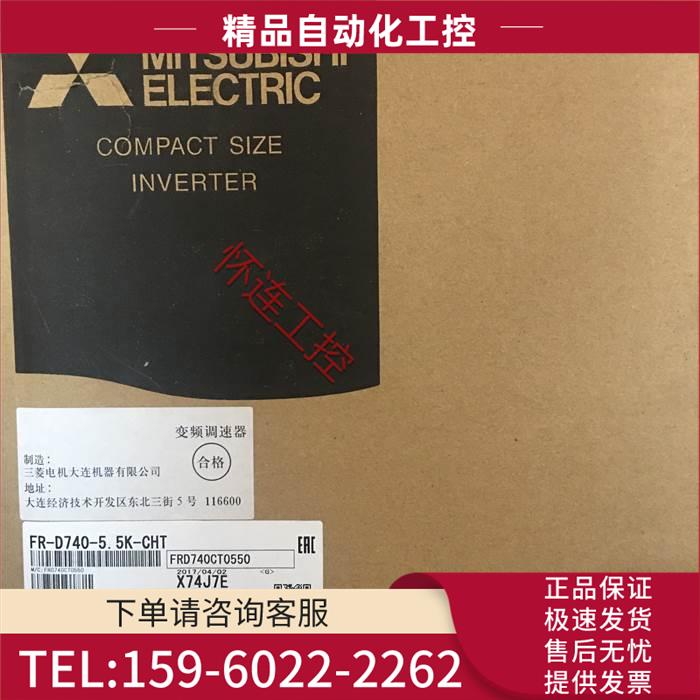 精品自动化工控
MITSUBISHI
ELECTRIC
COMPACT SIZE
INVERTER
怀连工控
变频调速器
制造：
三菱电机大连机器有限公司
合格
地址：
大连经济技术开发区东北三街5号 116600
FR-D740-5.5K-CHT
FRD740CT0550
EAC
M/C:FRD740CT0550
2017/04/02 <G>
X74J7E
下单请咨询客服
TEL:159-6022-2262
正品保证
极速发货
售后无忧
提供发票